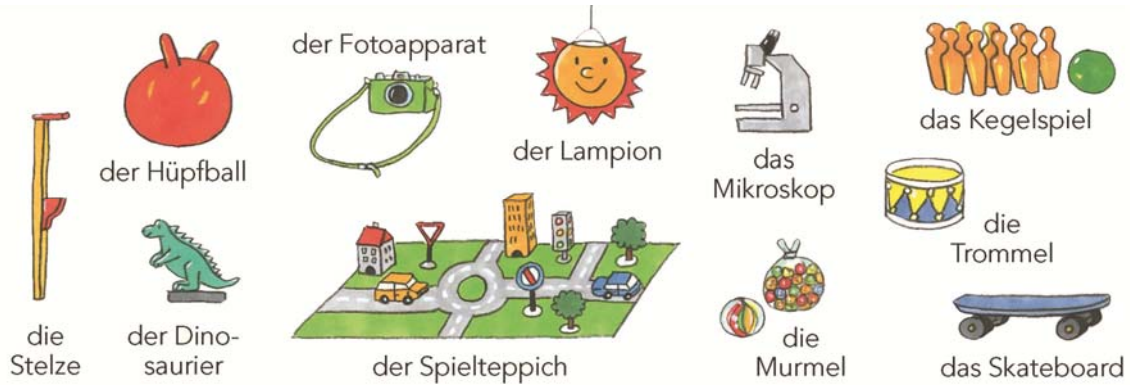 der Fotoapparat
der Hüpfball
der Lampion
das
Mikroskop
das Kegelspiel
die
Trommel
die
Stelze
der Dino-
saurier
der Spielteppich
die
Murmel
das Skateboard